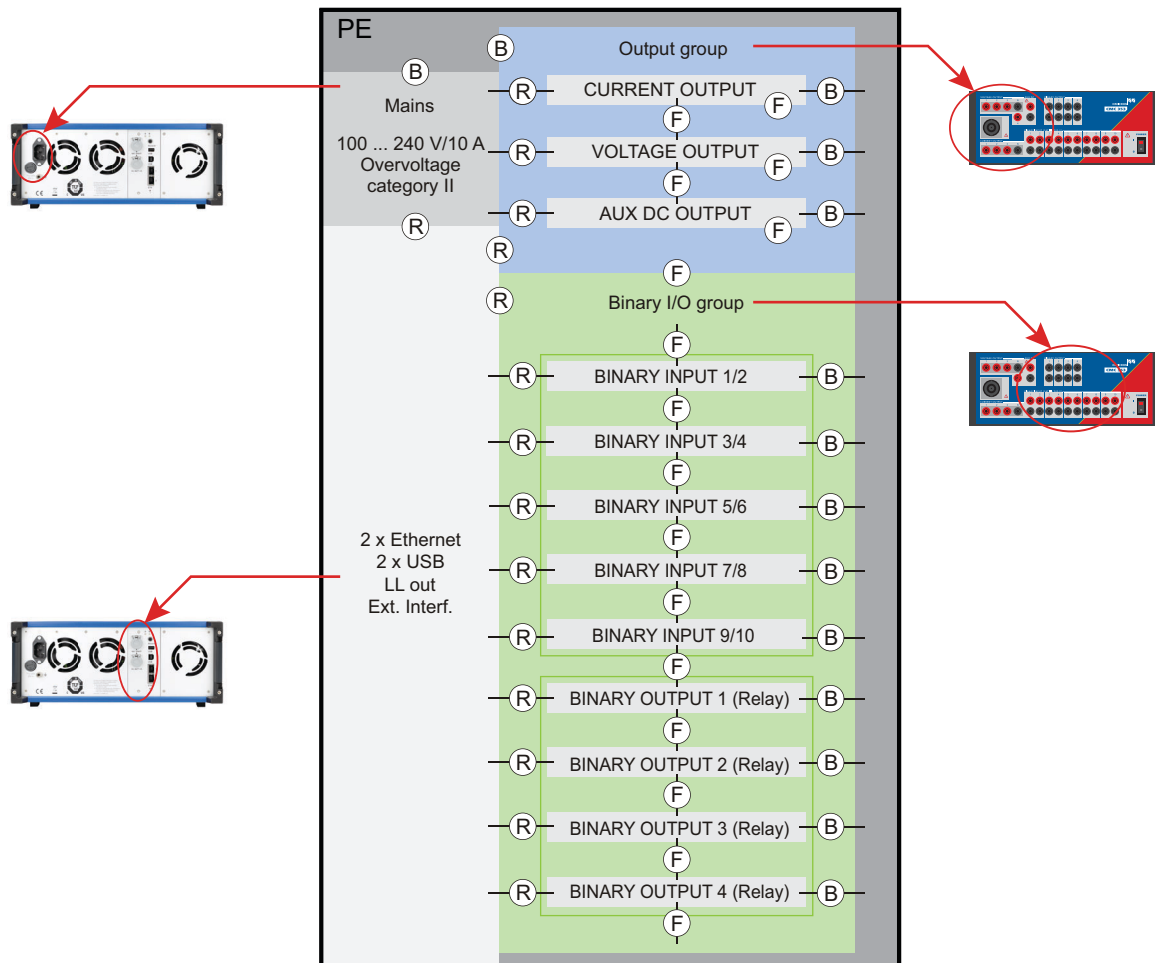 PE
B
Output group
B
R
CURRENT OUTPUT
B
F
Mains
F
100 ... 240 V/10 A
Overvoltage
category II
R
VOLTAGE OUTPUT
B
F
F
R
AUX DC OUTPUT
B
F
R
R
F
R
Binary I/O group
F
R
BINARY INPUT 1/2
B
F
R
BINARY INPUT 3/4
B
F
R
BINARY INPUT 5/6
B
F
2 x Ethernet
2 x USB
LL out
Ext. Interf.
R
BINARY INPUT 7/8
B
F
R
BINARY INPUT 9/10
B
F
R
BINARY OUTPUT 1 (Relay)
B
F
R
BINARY OUTPUT 2 (Relay)
B
F
R
BINARY OUTPUT 3 (Relay)
B
F
R
BINARY OUTPUT 4 (Relay)
B
F